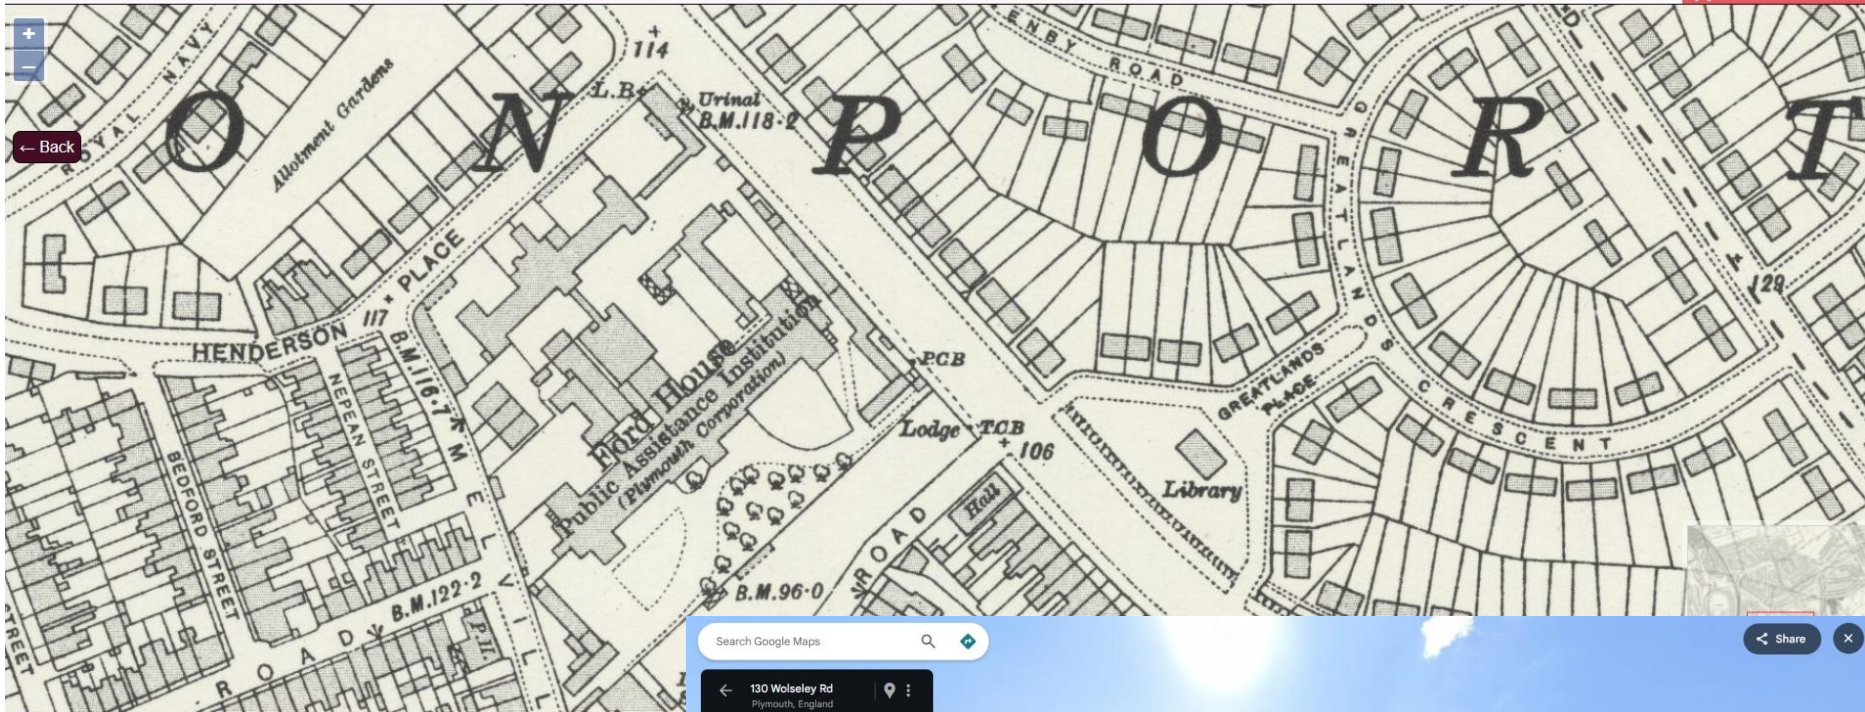 +
−
← Back
ROYAL NAVY
Allotment Gardens
ONPORT
114
L.B.
Urinal
B.M.118·2
ENBY ROAD
GREATLANDS CRESCENT
D
129
HENDERSON PLACE
117
B.M.116·7
NEPEAN STREET
BEDFORD STREET
STREET
MELVILL
Ford House
Public Assistance Institution
(Plymouth Corporation)
P.C.B
Lodge
T.C.B
106
GREATLANDS PLACE
Library
Hall
ROAD
B.M.96·0
B.M.122·2
ROAD
Search Google Maps
Share
130 Wolseley Rd
Plymouth, England